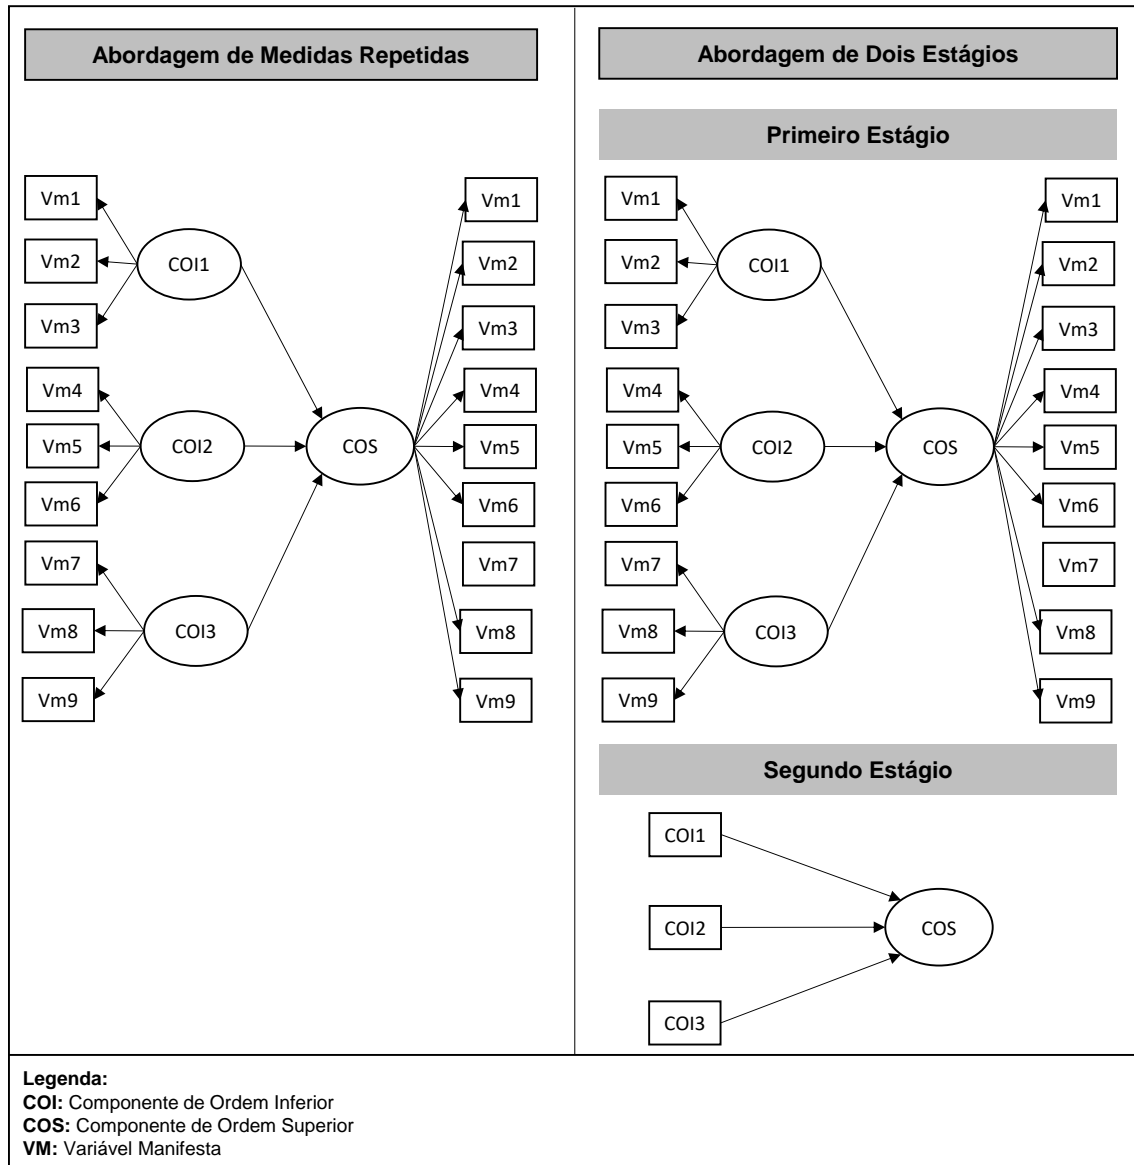 Abordagem de Medidas Repetidas
Vm1
Vm2
Vm3
Vm4
Vm5
Vm6
Vm7
Vm8
Vm9
COI1
COI2
COI3
COS
Vm1
Vm2
Vm3
Vm4
Vm5
Vm6
Vm7
Vm8
Vm9
Abordagem de Dois Estágios
Primeiro Estágio
Vm1
Vm2
Vm3
Vm4
Vm5
Vm6
Vm7
Vm8
Vm9
COI1
COI2
COI3
COS
Vm1
Vm2
Vm3
Vm4
Vm5
Vm6
Vm7
Vm8
Vm9
Segundo Estágio
COI1
COI2
COI3
COS
Legenda:
COI: Componente de Ordem Inferior
COS: Componente de Ordem Superior
VM: Variável Manifesta